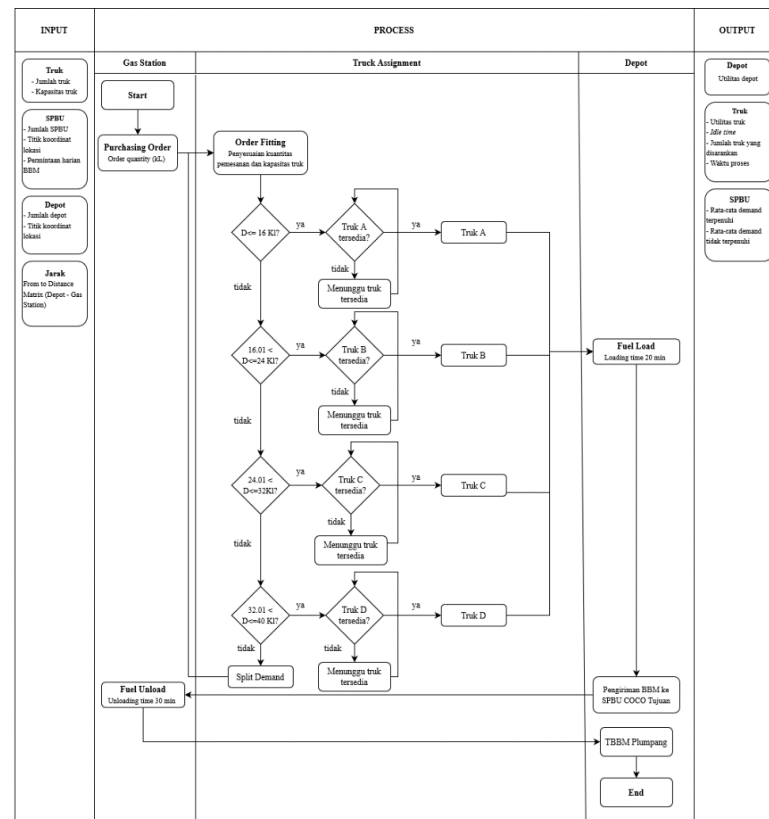 INPUT
PROCESS
OUTPUT
Gas Station
Truck Assignment
Depot
Truk
- Jumlah truk
- Kapasitas truk
SPBU
- Jumlah SPBU
- Titik koordinat
lokasi
- Permintaan harian
BBM
Depot
- Jumlah depot
- Titik koordinat
lokasi
Jarak
From to Distance
Matrix (Depot - Gas
Station)
Start
Purchasing Order
Order quantity (kL)
Order Fitting
Penyesuaian kuantitas
pemesanan dan kapasitas truk
D<= 16 Kl?
ya
Truk A
tersedia?
ya
Truk A
tidak
Menunggu truk
tersedia
tidak
16.01 <
D<=24 Kl?
ya
Truk B
tersedia?
ya
Truk B
tidak
Menunggu truk
tersedia
tidak
24.01 <
D<=32Kl?
ya
Truk C
tersedia?
ya
Truk C
tidak
Menunggu truk
tersedia
tidak
32.01 <
D<=40 Kl?
ya
Truk D
tersedia?
ya
Truk D
tidak
Menunggu truk
tersedia
tidak
Split Demand
Fuel Load
Loading time 20 min
Pengiriman BBM ke
SPBU COCO Tujuan
Fuel Unload
Unloading time 30 min
TBBM Plumpang
End
Depot
Utilitas depot
Truk
- Utilitas truk
- Idle time
- Jumlah truk yang
disarankan
- Waktu proses
SPBU
- Rata-rata demand
terpenuhi
- Rata-rata demand
tidak terpenuhi